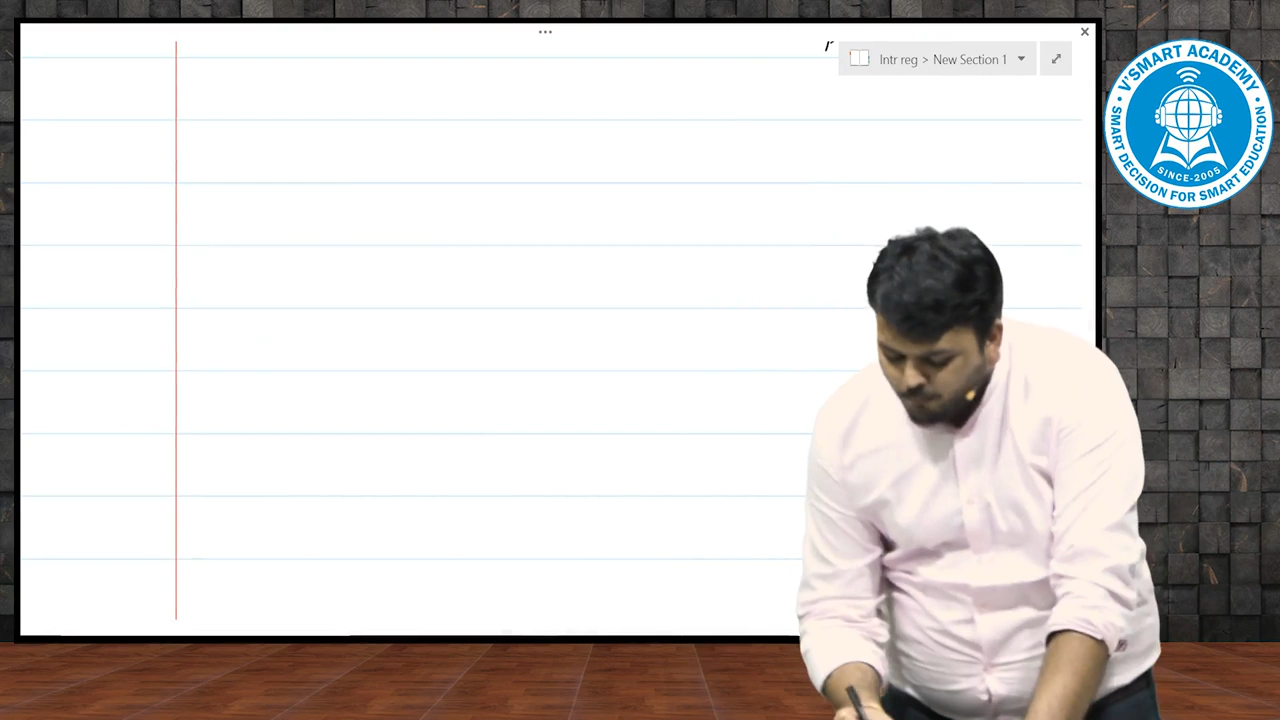 Intr reg > New Section 1
V'SMART ACADEMY
SMART DECISION FOR SMART EDUCATION
SINCE-2005